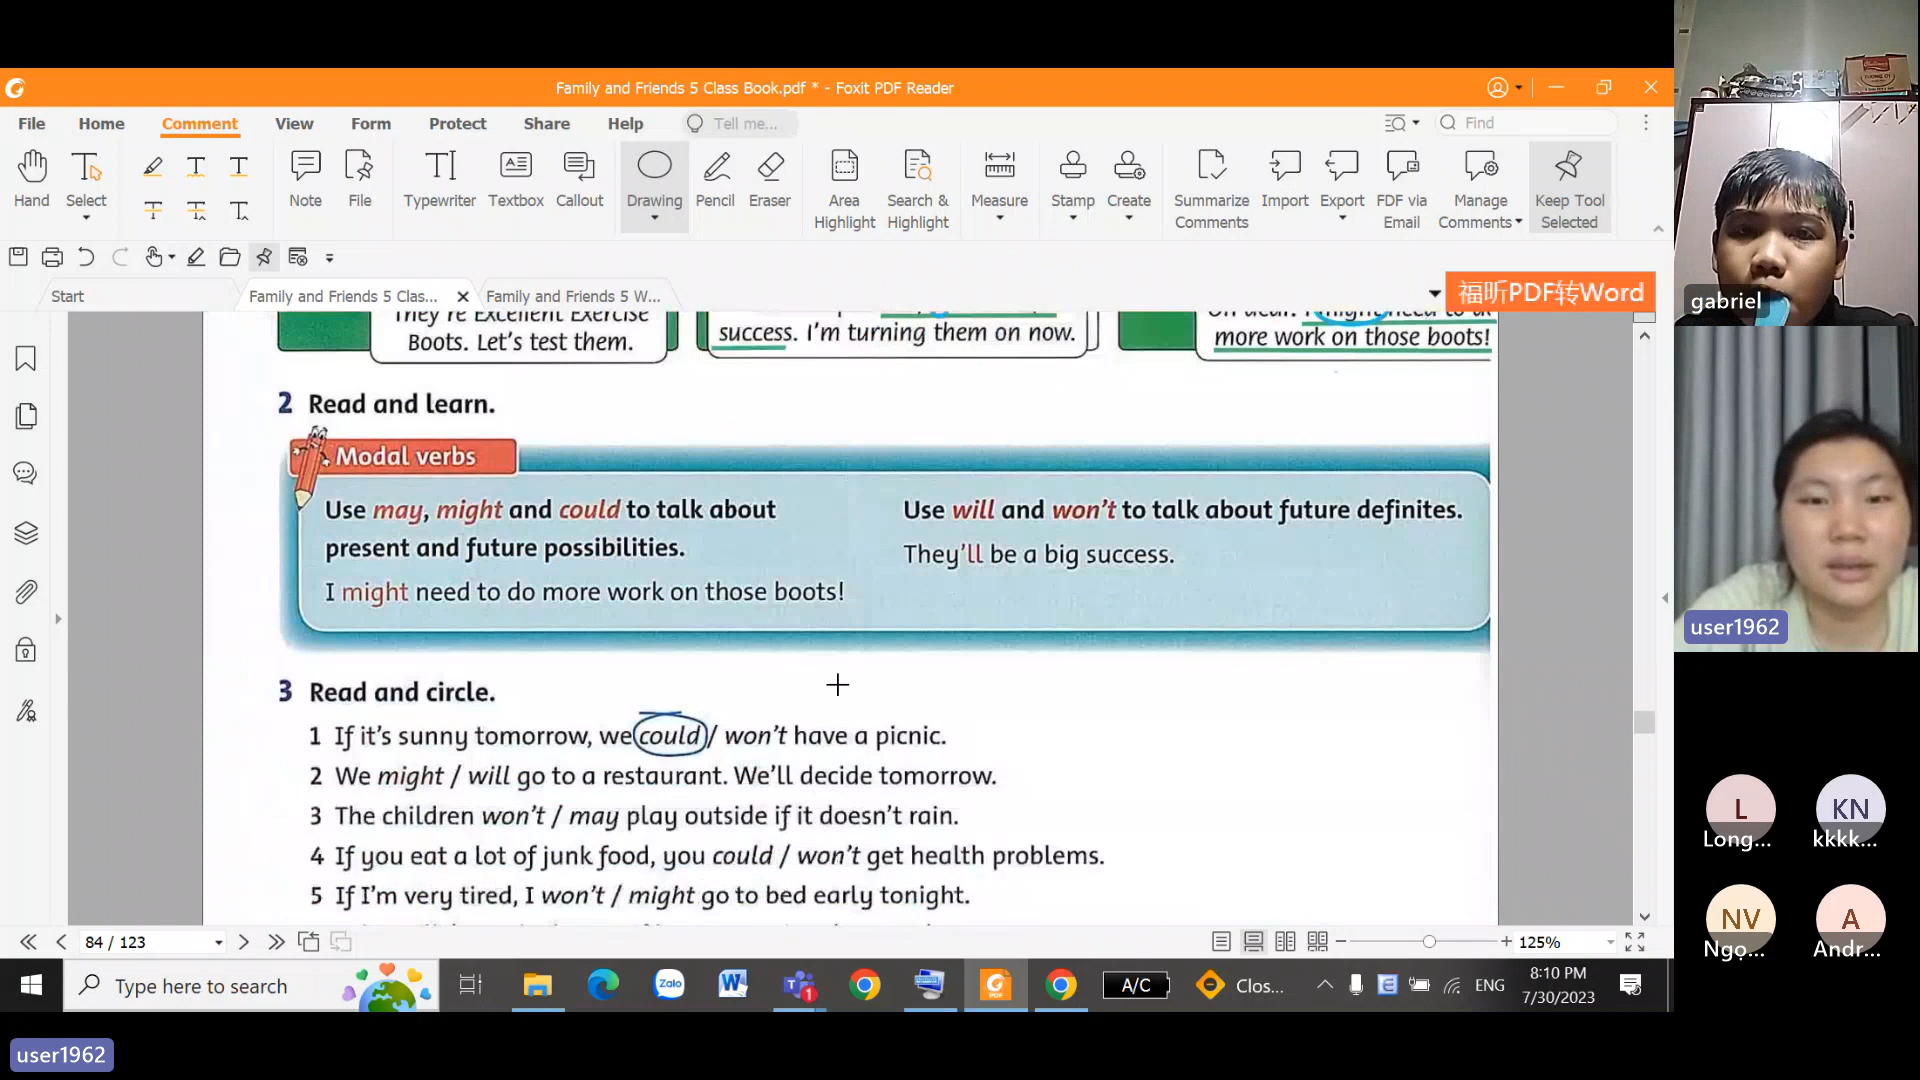 Family and Friends 5 Class Book.pdf * - Foxit PDF Reader
File Home Comment View Form Protect Share Help Tell me... Find
Hand Select Note File Typewriter Textbox Callout Drawing Pencil Eraser Area Highlight Search & Highlight Measure Stamp Create Summarize Comments Import Export FDF via Email Manage Comments Keep Tool Selected
Start Family and Friends 5 Clas... Family and Friends 5 W... 福昕PDF转Word
They're Excellent Exercise
Boots. Let's test them.
success. I'm turning them on now.
more work on those boots!
2 Read and learn.
Modal verbs
Use may, might and could to talk about
present and future possibilities.
I might need to do more work on those boots!
Use will and won't to talk about future definites.
They'll be a big success.
3 Read and circle.
1 If it's sunny tomorrow, we could / won't have a picnic.
2 We might / will go to a restaurant. We'll decide tomorrow.
3 The children won't / may play outside if it doesn't rain.
4 If you eat a lot of junk food, you could / won't get health problems.
5 If I'm very tired, I won't / might go to bed early tonight.
84 / 123
125%
Type here to search
Zalo
1
A/C
Clos...
ENG
8:10 PM
7/30/2023
gabriel
user1962
L
Long...
KN
kkkk...
NV
Ngọ...
A
Andr...
user1962